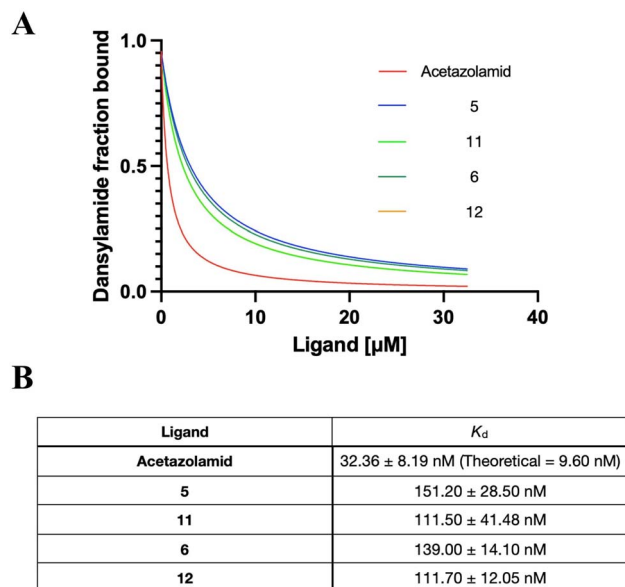 A
Dansylamide fraction bound
1.0
0.5
0.0
0
10
20
30
40
Ligand [µM]
Acetazolamid
5
11
6
12
B
Ligand Kd
Acetazolamid 32.36 ± 8.19 nM (Theoretical = 9.60 nM)
5 151.20 ± 28.50 nM
11 111.50 ± 41.48 nM
6 139.00 ± 14.10 nM
12 111.70 ± 12.05 nM